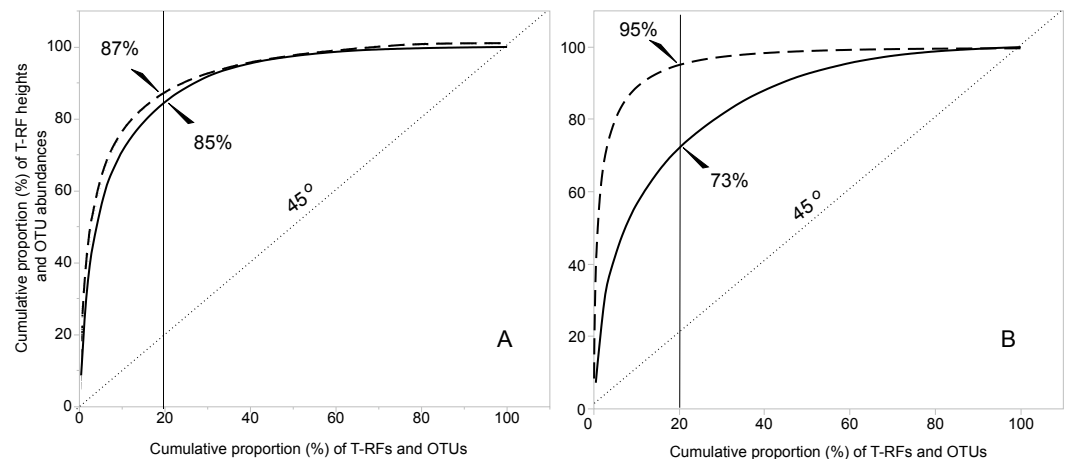 Cumulative proportion (%) of T-RF heights
and OTU abundances
100
80
60
40
20
0
87%
85%
45 o
A
0 20 40 60 80 100
Cumulative proportion (%) of T-RFs and OTUs
100
80
60
40
20
0
95%
73%
45 o
B
0 20 40 60 80 100
Cumulative proportion (%) of T-RFs and OTUs